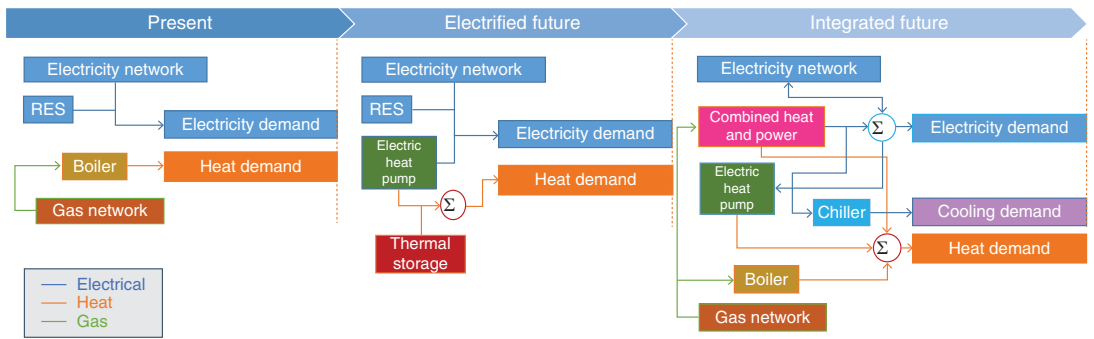 Present
Electrified future
Integrated future
Electricity network
RES
Electricity demand
Boiler
Heat demand
Gas network
Electricity network
RES
Electricity demand
Electric
heat
pump
Heat demand
Σ
Thermal
storage
Electricity network
Combined heat
and power
Σ
Electricity demand
Electric
heat
pump
Chiller
Cooling demand
Σ
Heat demand
Boiler
Gas network
Electrical
Heat
Gas